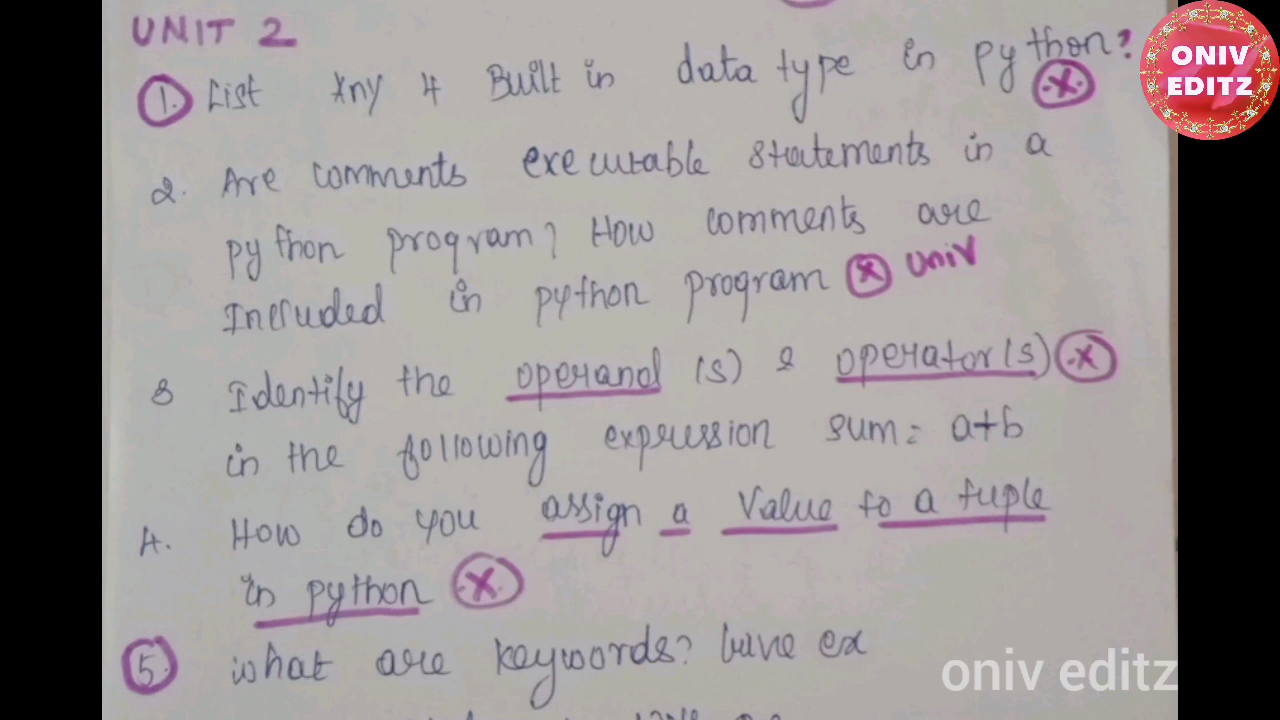 UNIT 2
1. List Any 4 Built in data type in python?
2. Are comments executable statements in a
python program? How comments are
Included in python program univ
3 Identify the operand (s) & operator(s)
in the following expression sum= a+b
4. How do you assign a value to a tuple
in python
5. what are keywords? Give ex
ONIV
EDITZ
oniv editz